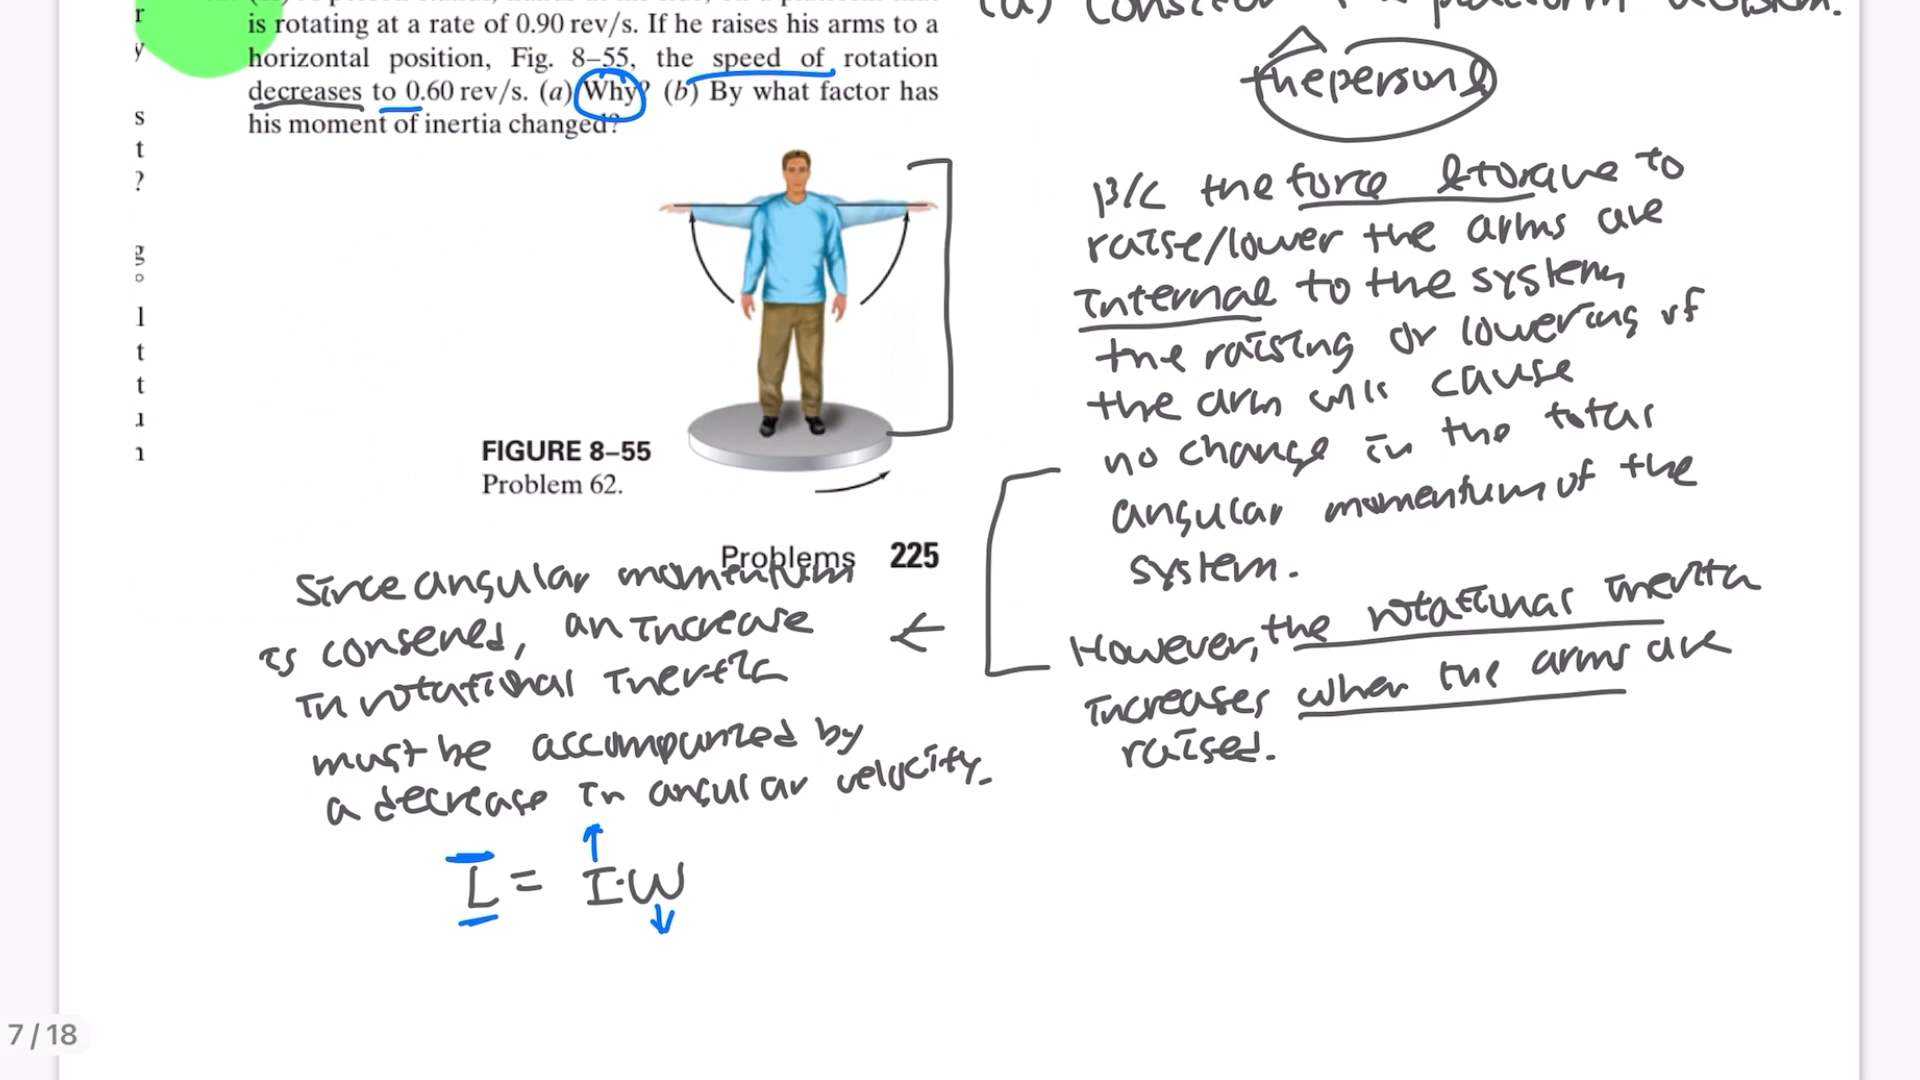 is rotating at a rate of 0.90 rev/s. If he raises his arms to a
horizontal position, Fig. 8–55, the speed of rotation
decreases to 0.60 rev/s. (a) Why? (b) By what factor has
his moment of inertia changed?
r
y
s
t
?
g
o
l
t
t
FIGURE 8–55
Problem 62.
Problems 225
Since angular momentum
is conserved, an increase
in rotational inertia
must be accompanied by
a decrease in angular velocity.
L = I·ω
the person &
B/C the force & torque to
raise/lower the arms are
internal to the system,
the raising or lowering of
the arm will cause
no change in the total
angular momentum of the
system.
However, the rotational inertia
increases when the arms are
raised.
7 / 18